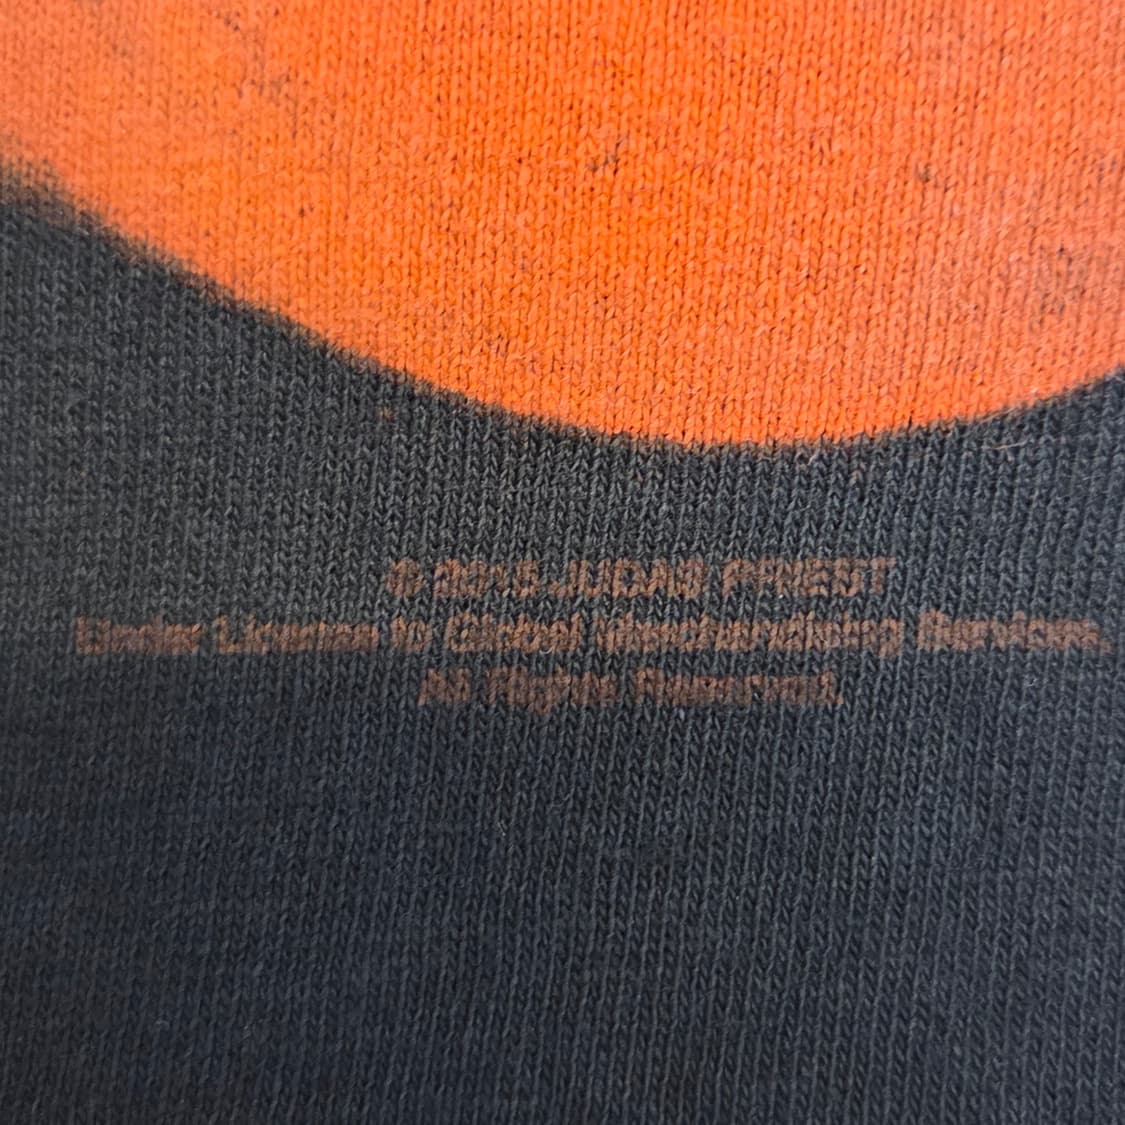 © 2015 JUDAS PRIEST
Under License to Global Merchandising Services.
All Rights Reserved.